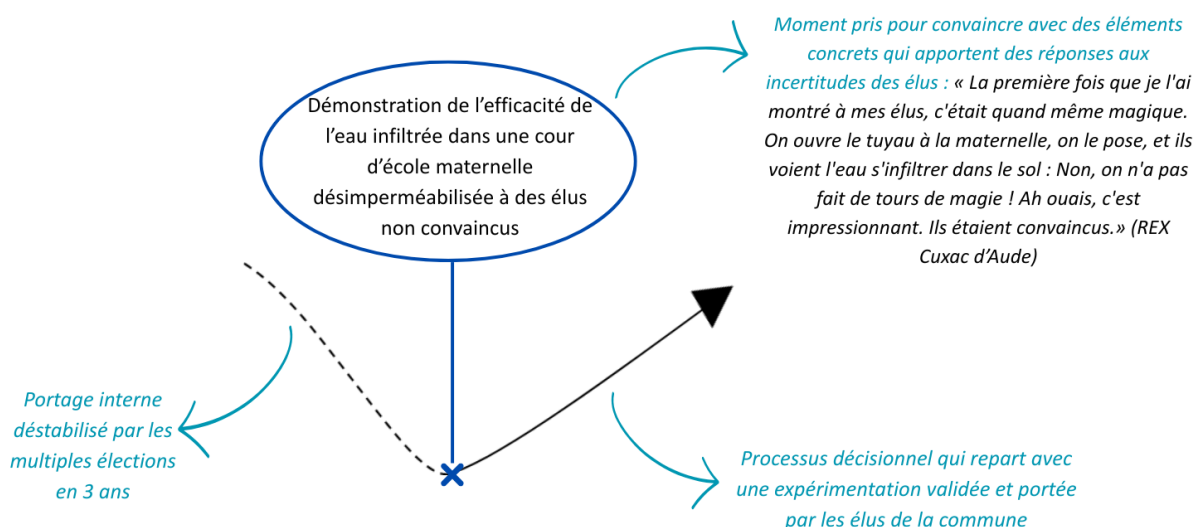 Moment pris pour convaincre avec des éléments
concrets qui apportent des réponses aux
incertitudes des élus : « La première fois que je l'ai
montré à mes élus, c'était quand même magique.
On ouvre le tuyau à la maternelle, on le pose, et ils
voient l'eau s'infiltrer dans le sol : Non, on n'a pas
fait de tours de magie ! Ah ouais, c'est
impressionnant. Ils étaient convaincus.» (REX
Cuxac d'Aude)
Démonstration de l'efficacité de
l'eau infiltrée dans une cour
d'école maternelle
désimperméabilisée à des élus
non convaincus
Portage interne
déstabilisé par les
multiples élections
en 3 ans
Processus décisionnel qui repart avec
une expérimentation validée et portée
par les élus de la commune